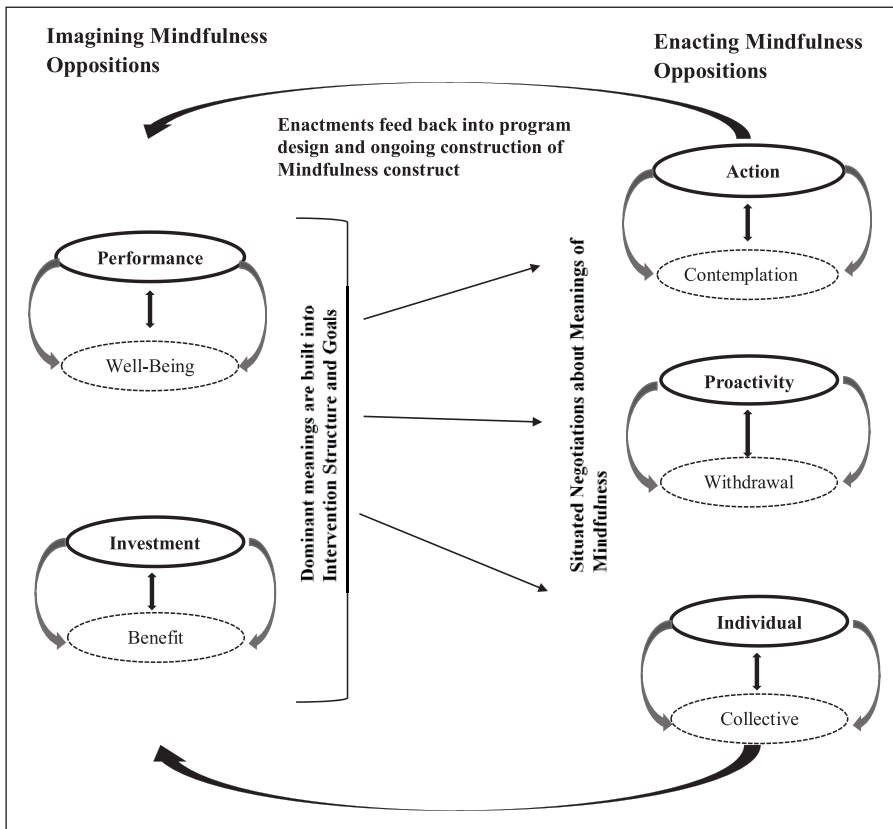 Imagining Mindfulness
Oppositions
Enacting Mindfulness
Oppositions
Enactments feed back into program
design and ongoing construction of
Mindfulness construct
Performance
Well-Being
Investment
Benefit
Dominant meanings are built into
Intervention Structure and Goals
Situated Negotiations about Meanings of
Mindfulness
Action
Contemplation
Proactivity
Withdrawal
Individual
Collective